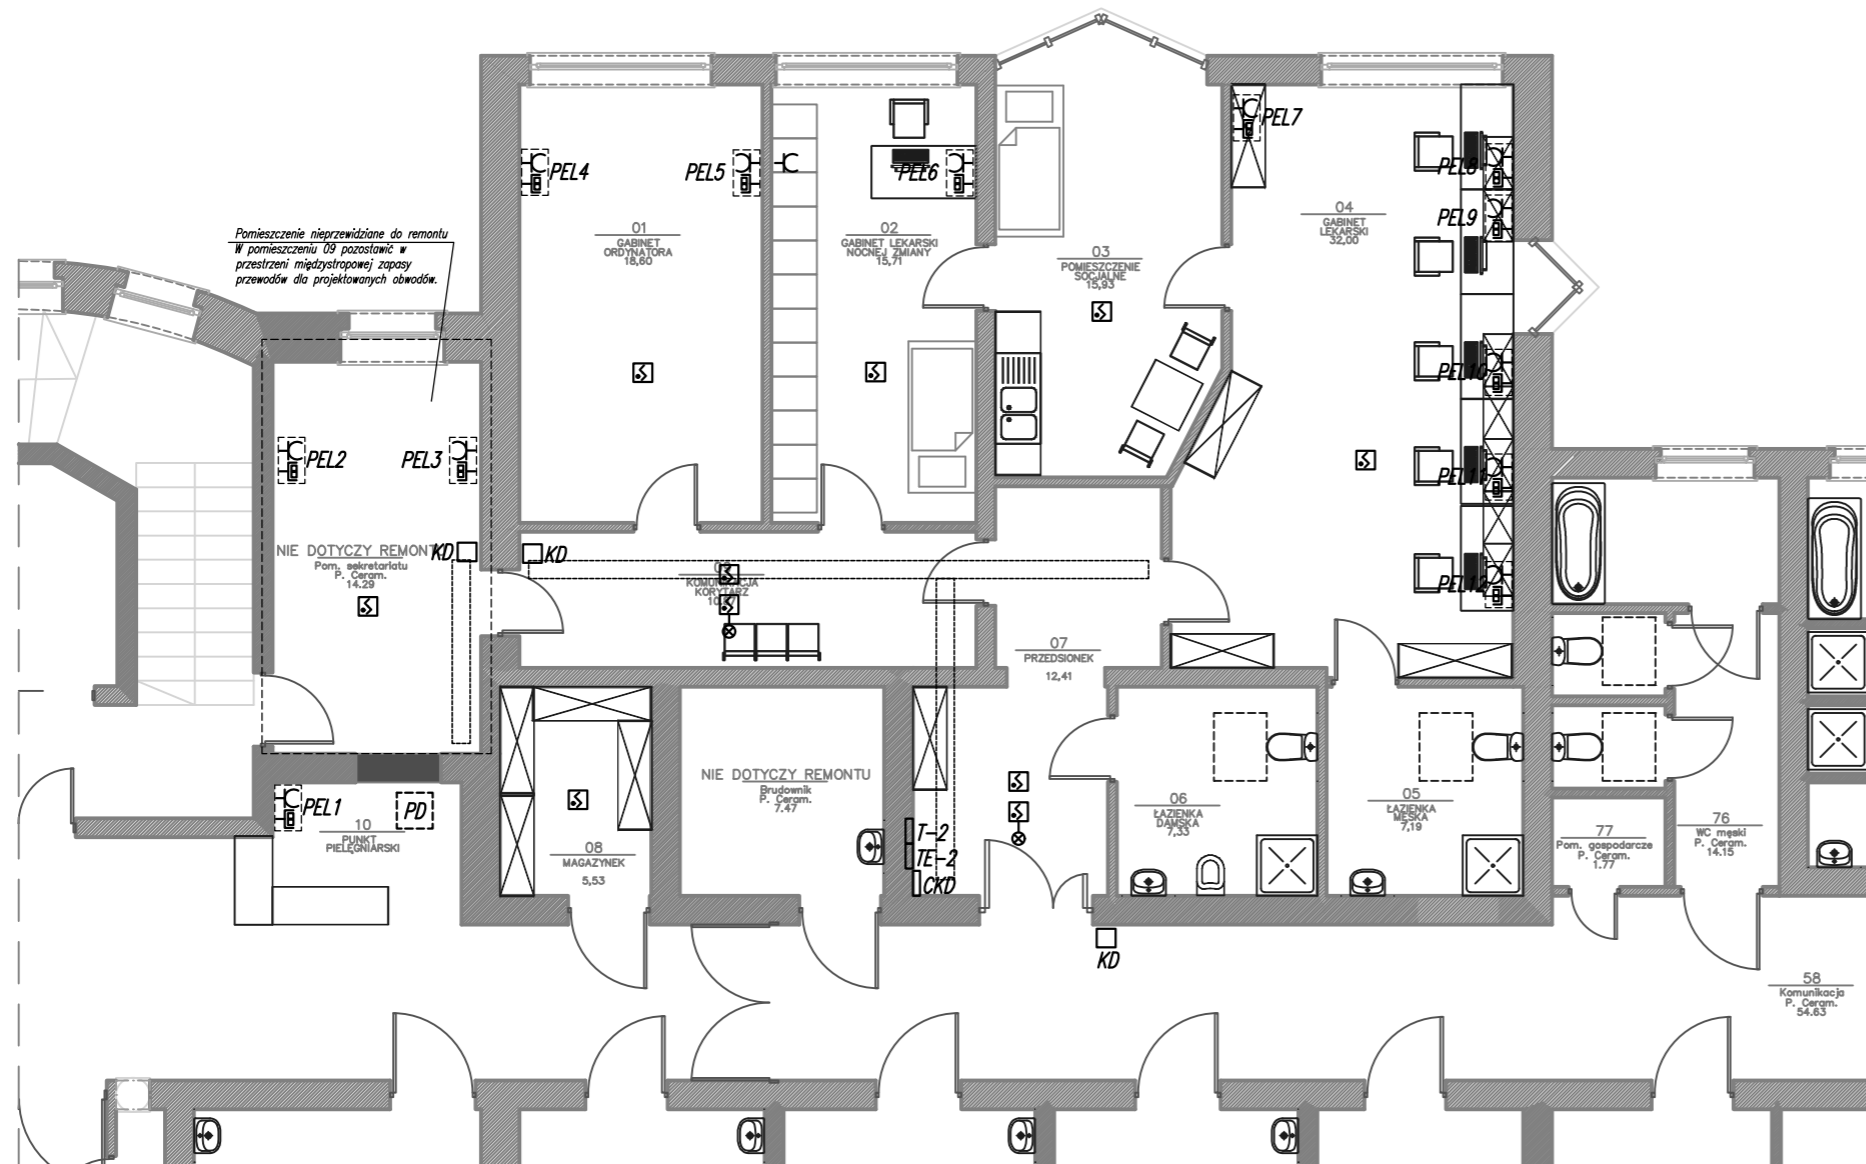 Pomieszczenie nieprzewidziane do remontu
W pomieszczeniu 09 pozostawić w
przestrzeni międzystropowej zapasy
przewodów dla projektowanych obwodów.
PEL4
PEL5
PEL6
PEL7
PEL8
PEL9
PEL10
PEL11
PEL12
01
GABINET
ORDYNATORA
18,60
02
GABINET LEKARSKI
NOCNEJ ZMIANY
15,71
03
POMIESZCZENIE
SOCJALNE
15,93
04
GABINET
LEKARSKI
32,00
PEL2
PEL3
NIE DOTYCZY REMONT
Pom. sekretariatu
P. Ceram.
14.29
KD
KD
KOMUNIKACJA
KORYTARZ
07
PRZEDSIONEK
12,41
PEL1
PD
10
PUNKT
PIELĘGNIARSKI
08
MAGAZYNEK
5,53
NIE DOTYCZY REMONTU
Brudownik
P. Ceram.
7.47
T-2
TE-2
CKD
06
ŁAZIENKA
DAMSKA
7,33
05
ŁAZIENKA
MĘSKA
7,19
77
Pom. gospodarcze
P. Ceram.
1.77
76
WC męski
P. Ceram.
14.15
KD
58
Komunikacja
P. Ceram.
54.63